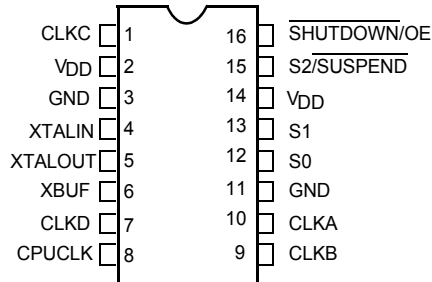 CLKC 1 16 SHUTDOWN/OE
VDD 2 15 S2/SUSPEND
GND 3 14 VDD
XTALIN 4 13 S1
XTALOUT 5 12 S0
XBUF 6 11 GND
CLKD 7 10 CLKA
CPUCLK 8 9 CLKB